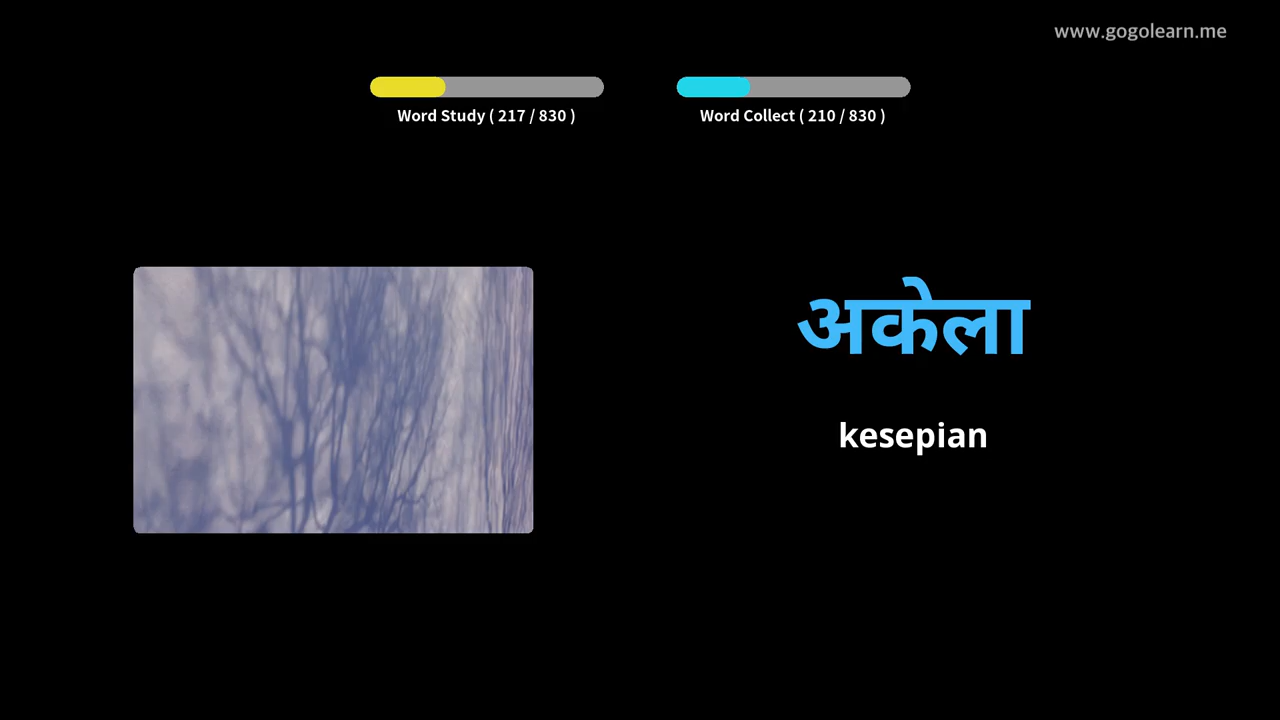 www.gogolearn.me
Word Study ( 217 / 830 )
Word Collect ( 210 / 830 )
अकेला
kesepian